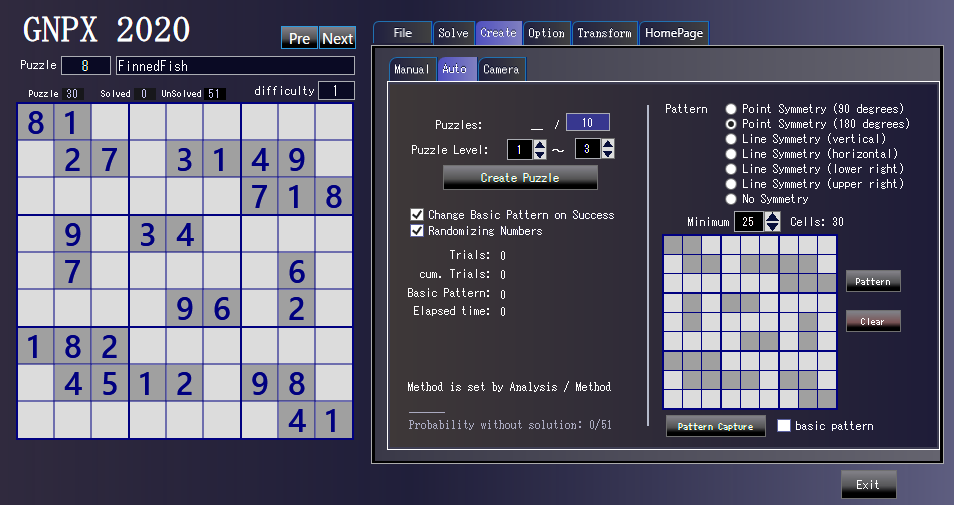 GNPX 2020
Pre Next
Puzzle 8 FinnedFish
Puzzle 30 Solved 0 UnSolved 51 difficulty 1
8 1
2 7 3 1 4 9
7 1 8
9 3 4
7 6
9 6 2
1 8 2
4 5 1 2 9 8
4 1
File Solve Create Option Transform HomePage
Manual Auto Camera
Puzzles: __ / 10
Puzzle Level: 1 ～ 3
Create Puzzle
Change Basic Pattern on Success
Randomizing Numbers
Trials: 0
cum. Trials: 0
Basic Pattern: 0
Elapsed time: 0
Method is set by Analysis / Method
Probability without solution: 0/51
Pattern
Point Symmetry (90 degrees)
Point Symmetry (180 degrees)
Line Symmetry (vertical)
Line Symmetry (horizontal)
Line Symmetry (lower right)
Line Symmetry (upper right)
No Symmetry
Minimum 25 Cells: 30
Pattern
Clear
Pattern Capture
basic pattern
Exit